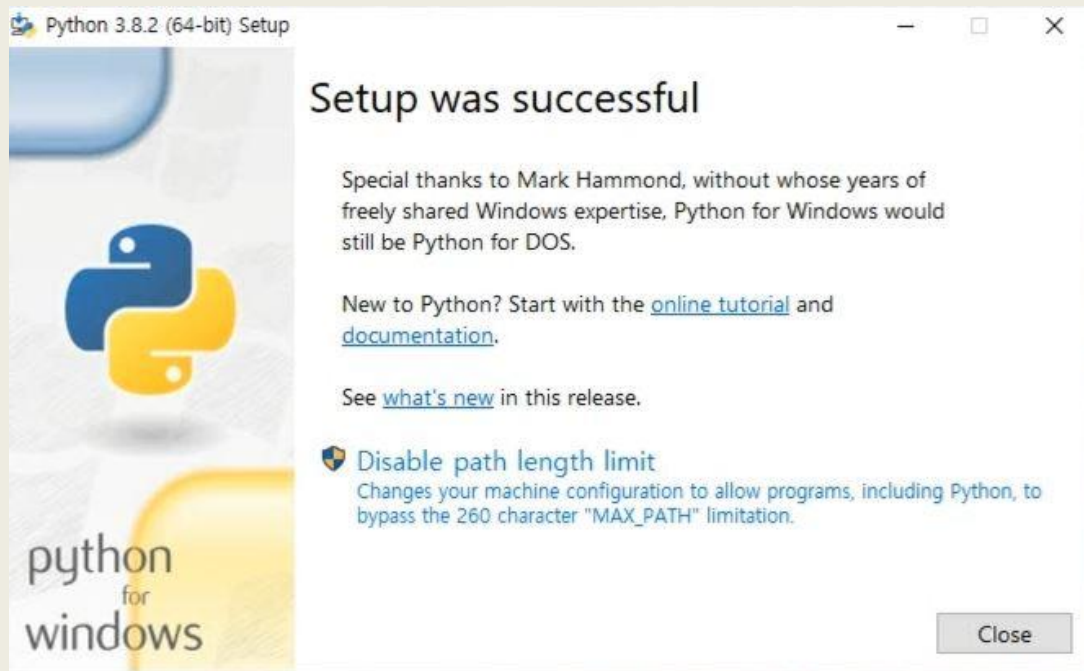 Python 3.8.2 (64-bit) Setup
Setup was successful
Special thanks to Mark Hammond, without whose years of
freely shared Windows expertise, Python for Windows would
still be Python for DOS.
New to Python? Start with the online tutorial and
documentation.
See what's new in this release.
Disable path length limit
Changes your machine configuration to allow programs, including Python, to
bypass the 260 character "MAX_PATH" limitation.
python
for
windows
Close